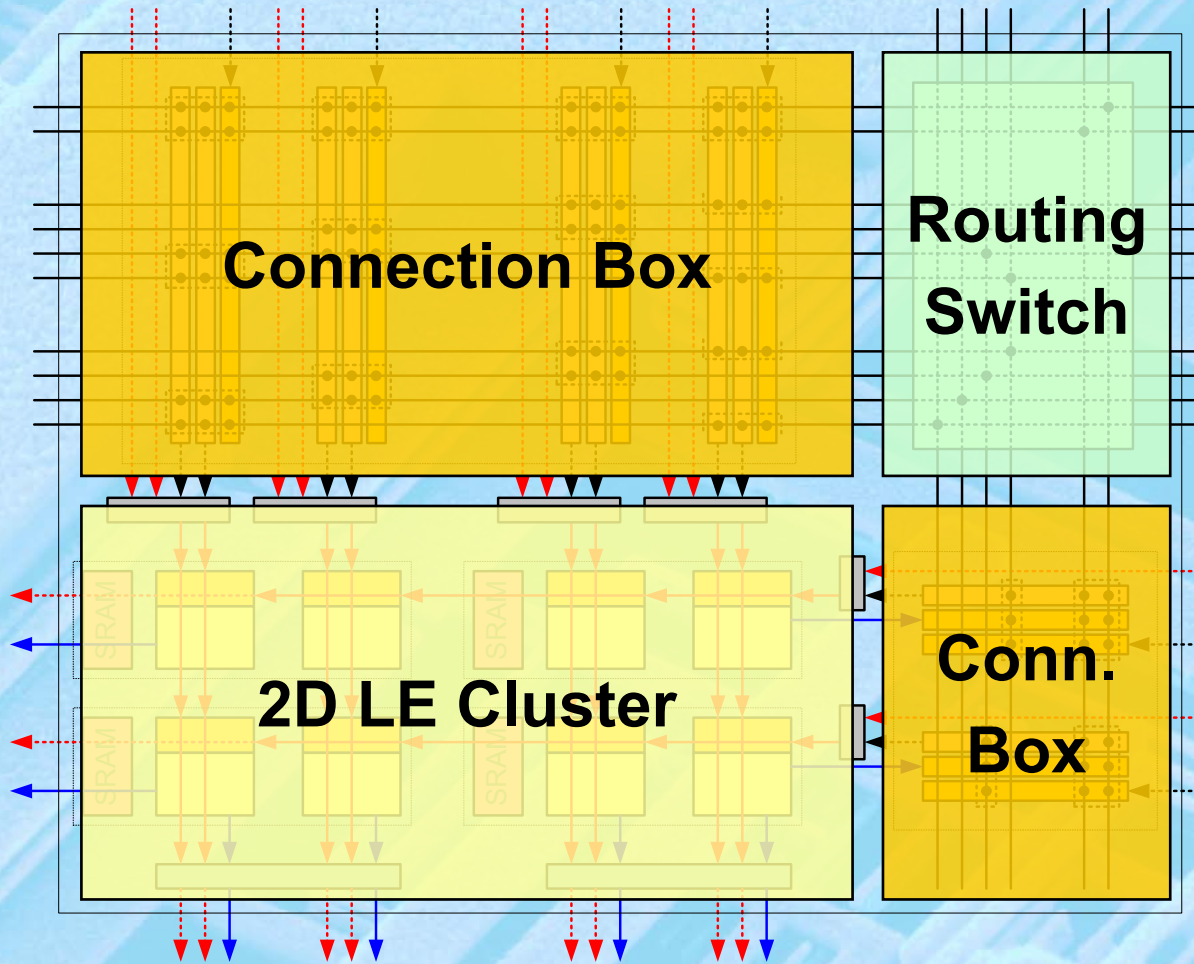 Connection Box
Routing
Switch
SRAM
SRAM
2D LE Cluster
SRAM
SRAM
Conn.
Box